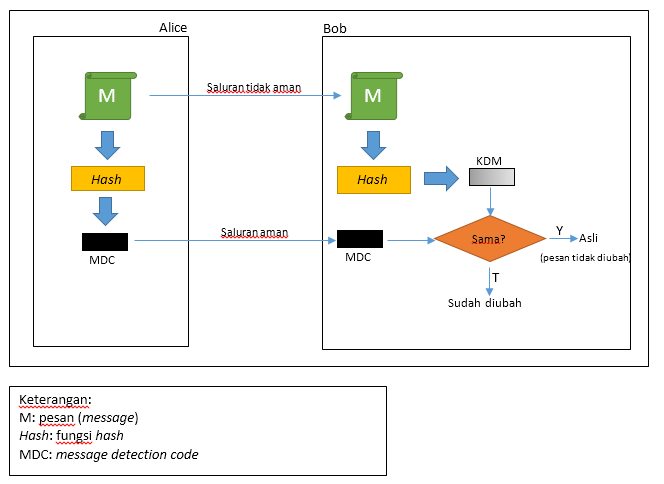 Alice
Bob
M
Saluran tidak aman
M
Hash
Hash
KDM
MDC
Saluran aman
MDC
Sama?
Y
Asli
(pesan tidak diubah)
T
Sudah diubah
Keterangan:
M: pesan (message)
Hash: fungsi hash
MDC: message detection code